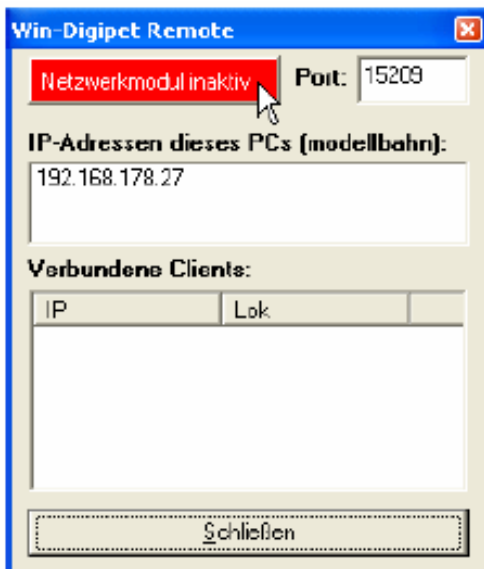 Win-Digipet Remote
Netzwerkmodul inaktiv Port: 15209
IP-Adressen dieses PCs (modellbahn):
192.168.178.27
Verbundene Clients:
IP Lok
Schließen